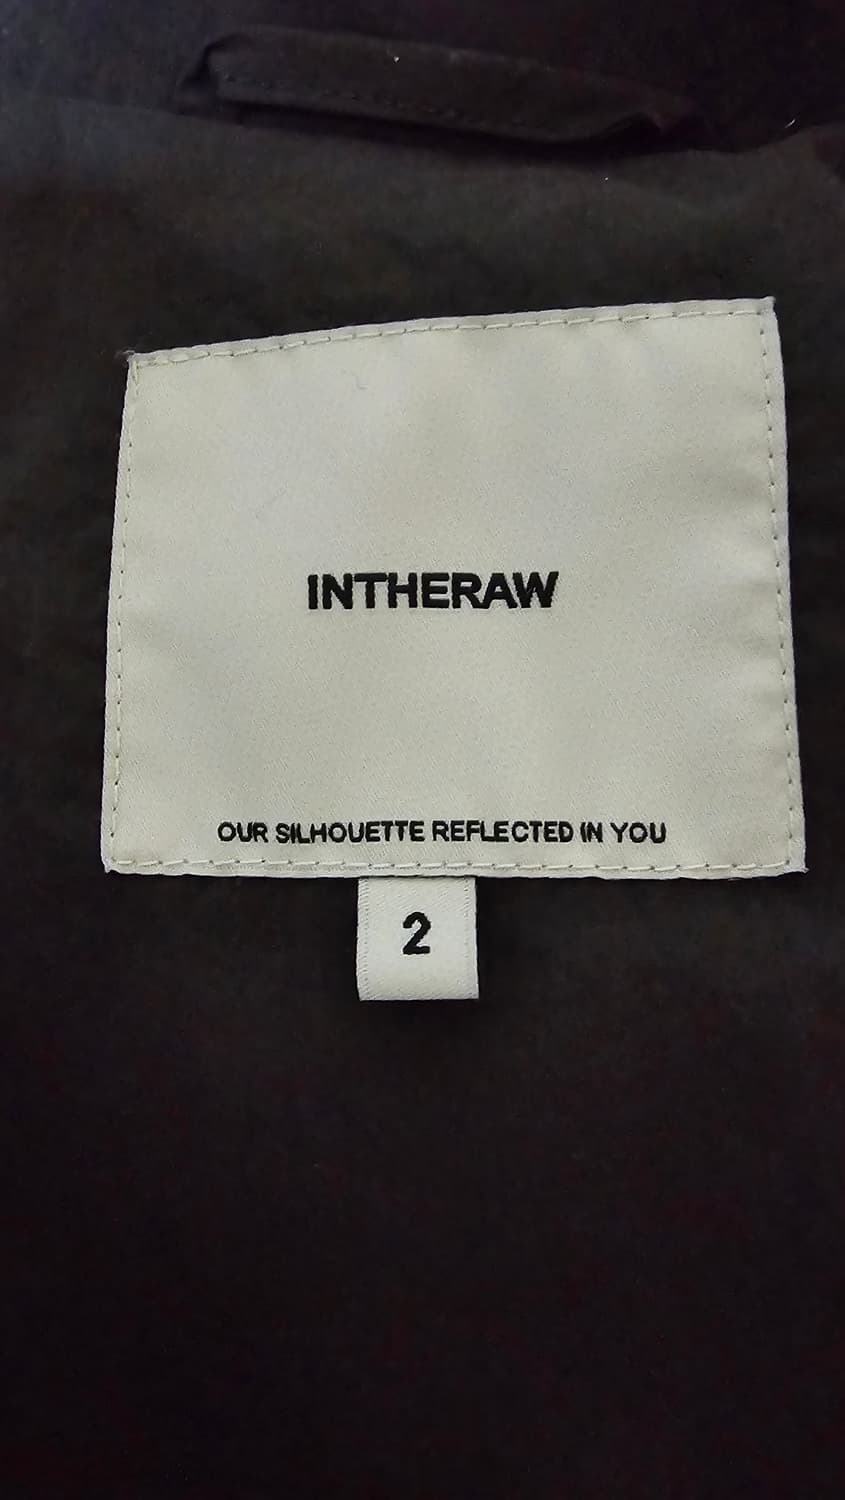 INTHERAW
OUR SILHOUETTE REFLECTED IN YOU
2